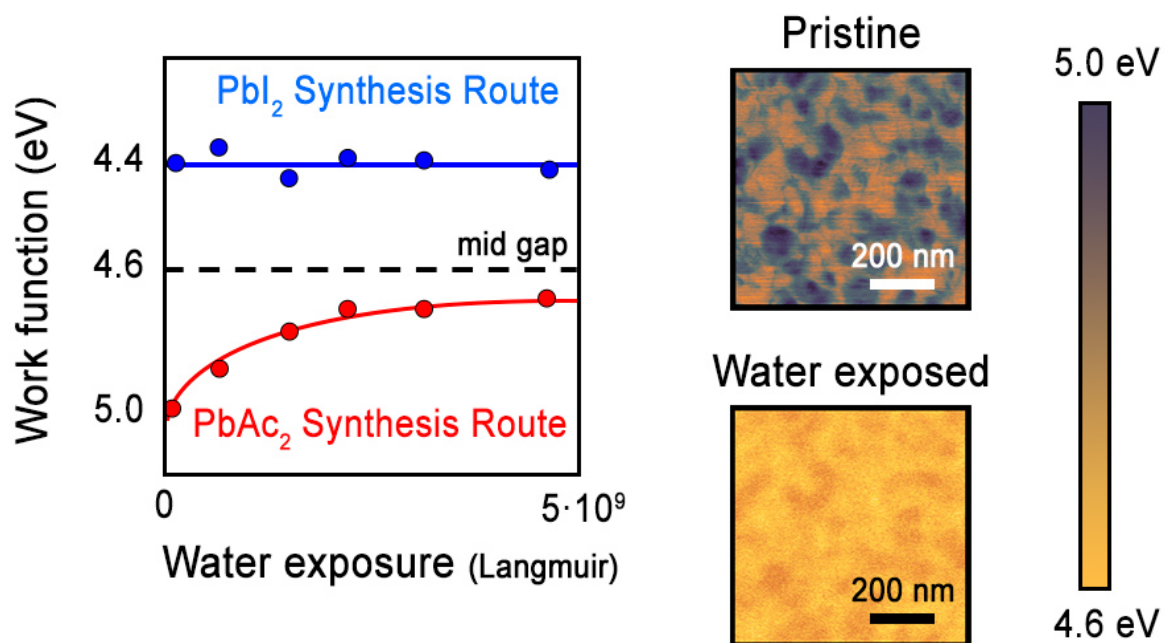 PbI₂ Synthesis Route
4.4
mid gap
4.6
5.0
PbAc₂ Synthesis Route
Work function (eV)
0
5·10⁹
Water exposure (Langmuir)
Pristine
200 nm
Water exposed
200 nm
5.0 eV
4.6 eV